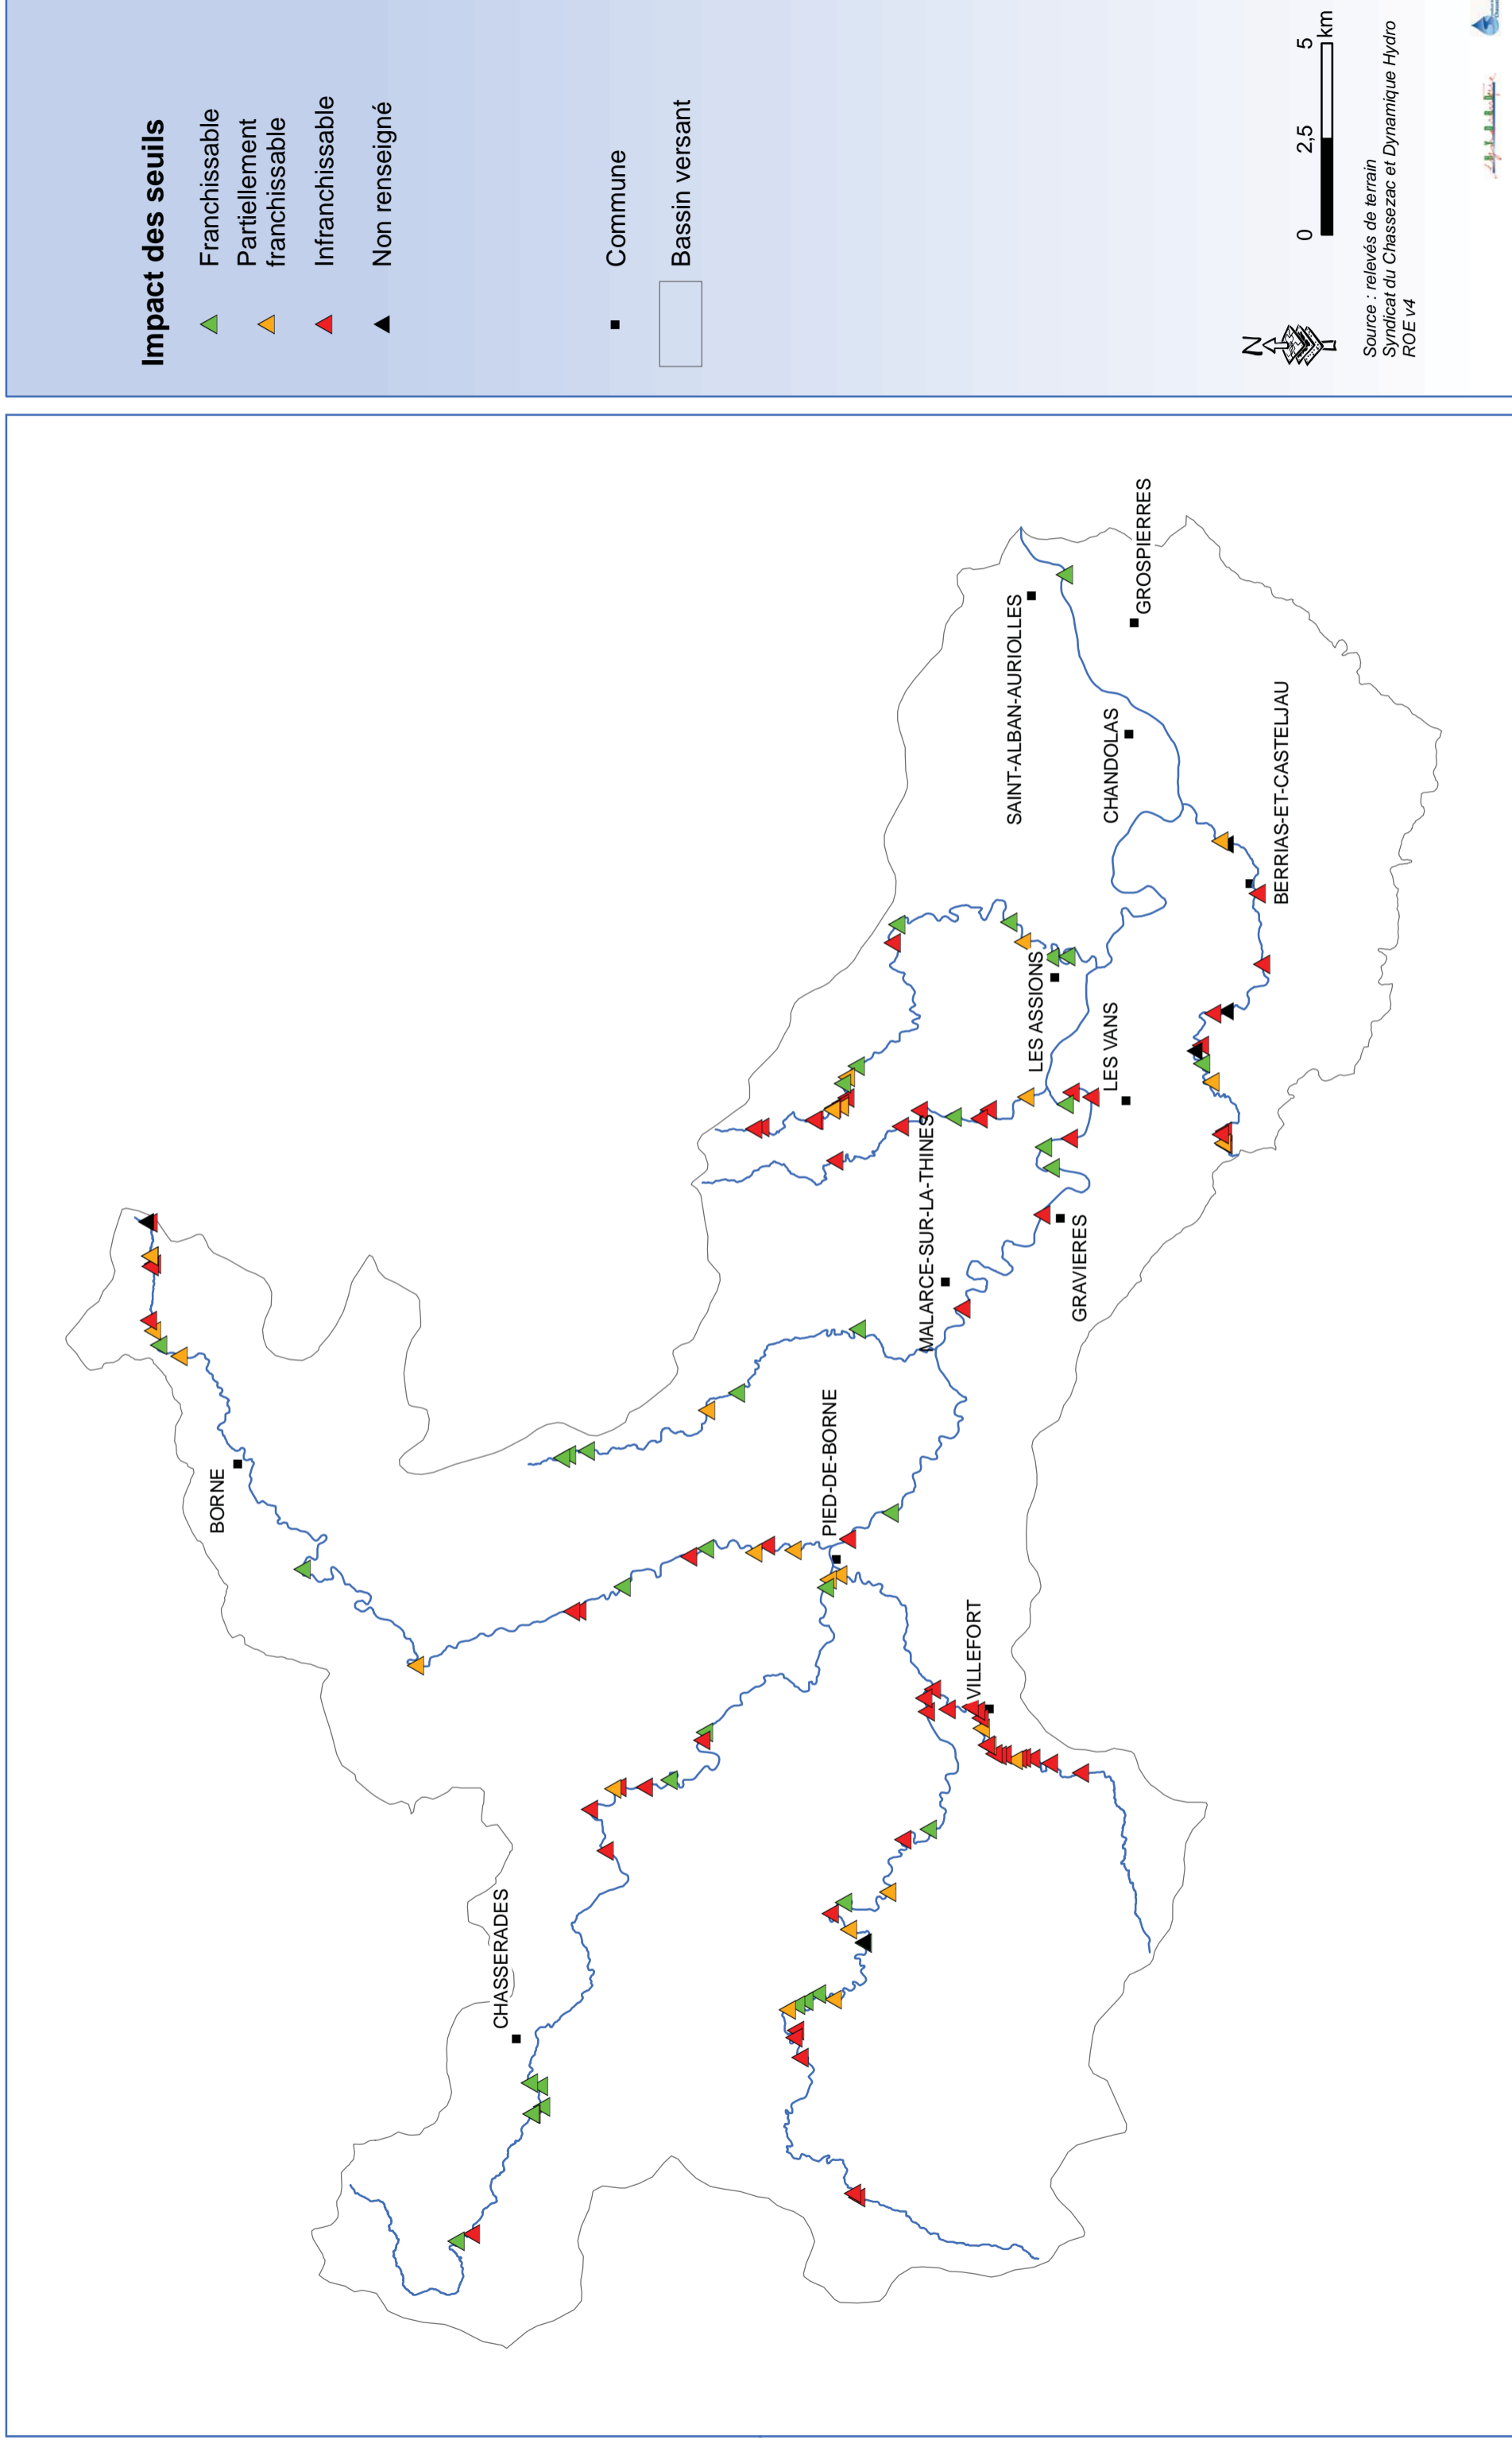 Impact des seuils
Franchissable
Partiellement
franchissable
Infranchissable
Non renseigné
Commune
Bassin versant
N
0 2,5 5
km
Source : relevés de terrain
Syndicat du Chassezac et Dynamique Hydro
ROE v4
BORNE
CHASSERADES
PIED-DE-BORNE
VILLEFORT
MALARCE-SUR-LA-THINES
GRAVIERES
LES ASSIONS
LES VANS
SAINT-ALBAN-AURIOLLES
CHANDOLAS
GROSPIERRES
BERRIAS-ET-CASTELJAU